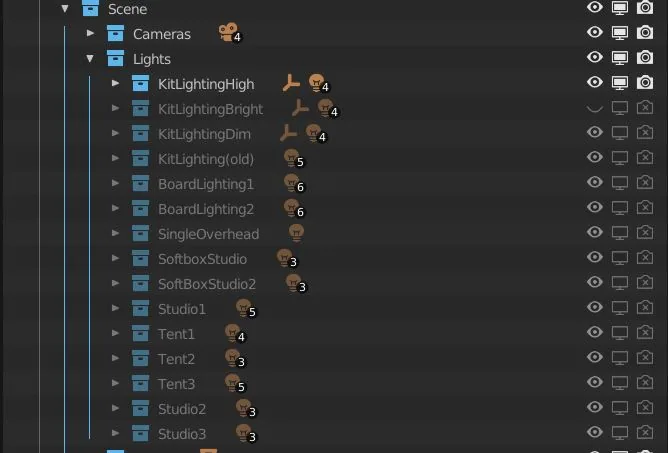 Scene
Cameras 4
Lights
KitLightingHigh 4
KitLightingBright 4
KitLightingDim 4
KitLighting(old) 5
BoardLighting1 6
BoardLighting2 6
SingleOverhead
SoftboxStudio 3
SoftBoxStudio2 3
Studio1 5
Tent1 4
Tent2 3
Tent3 5
Studio2 3
Studio3 3